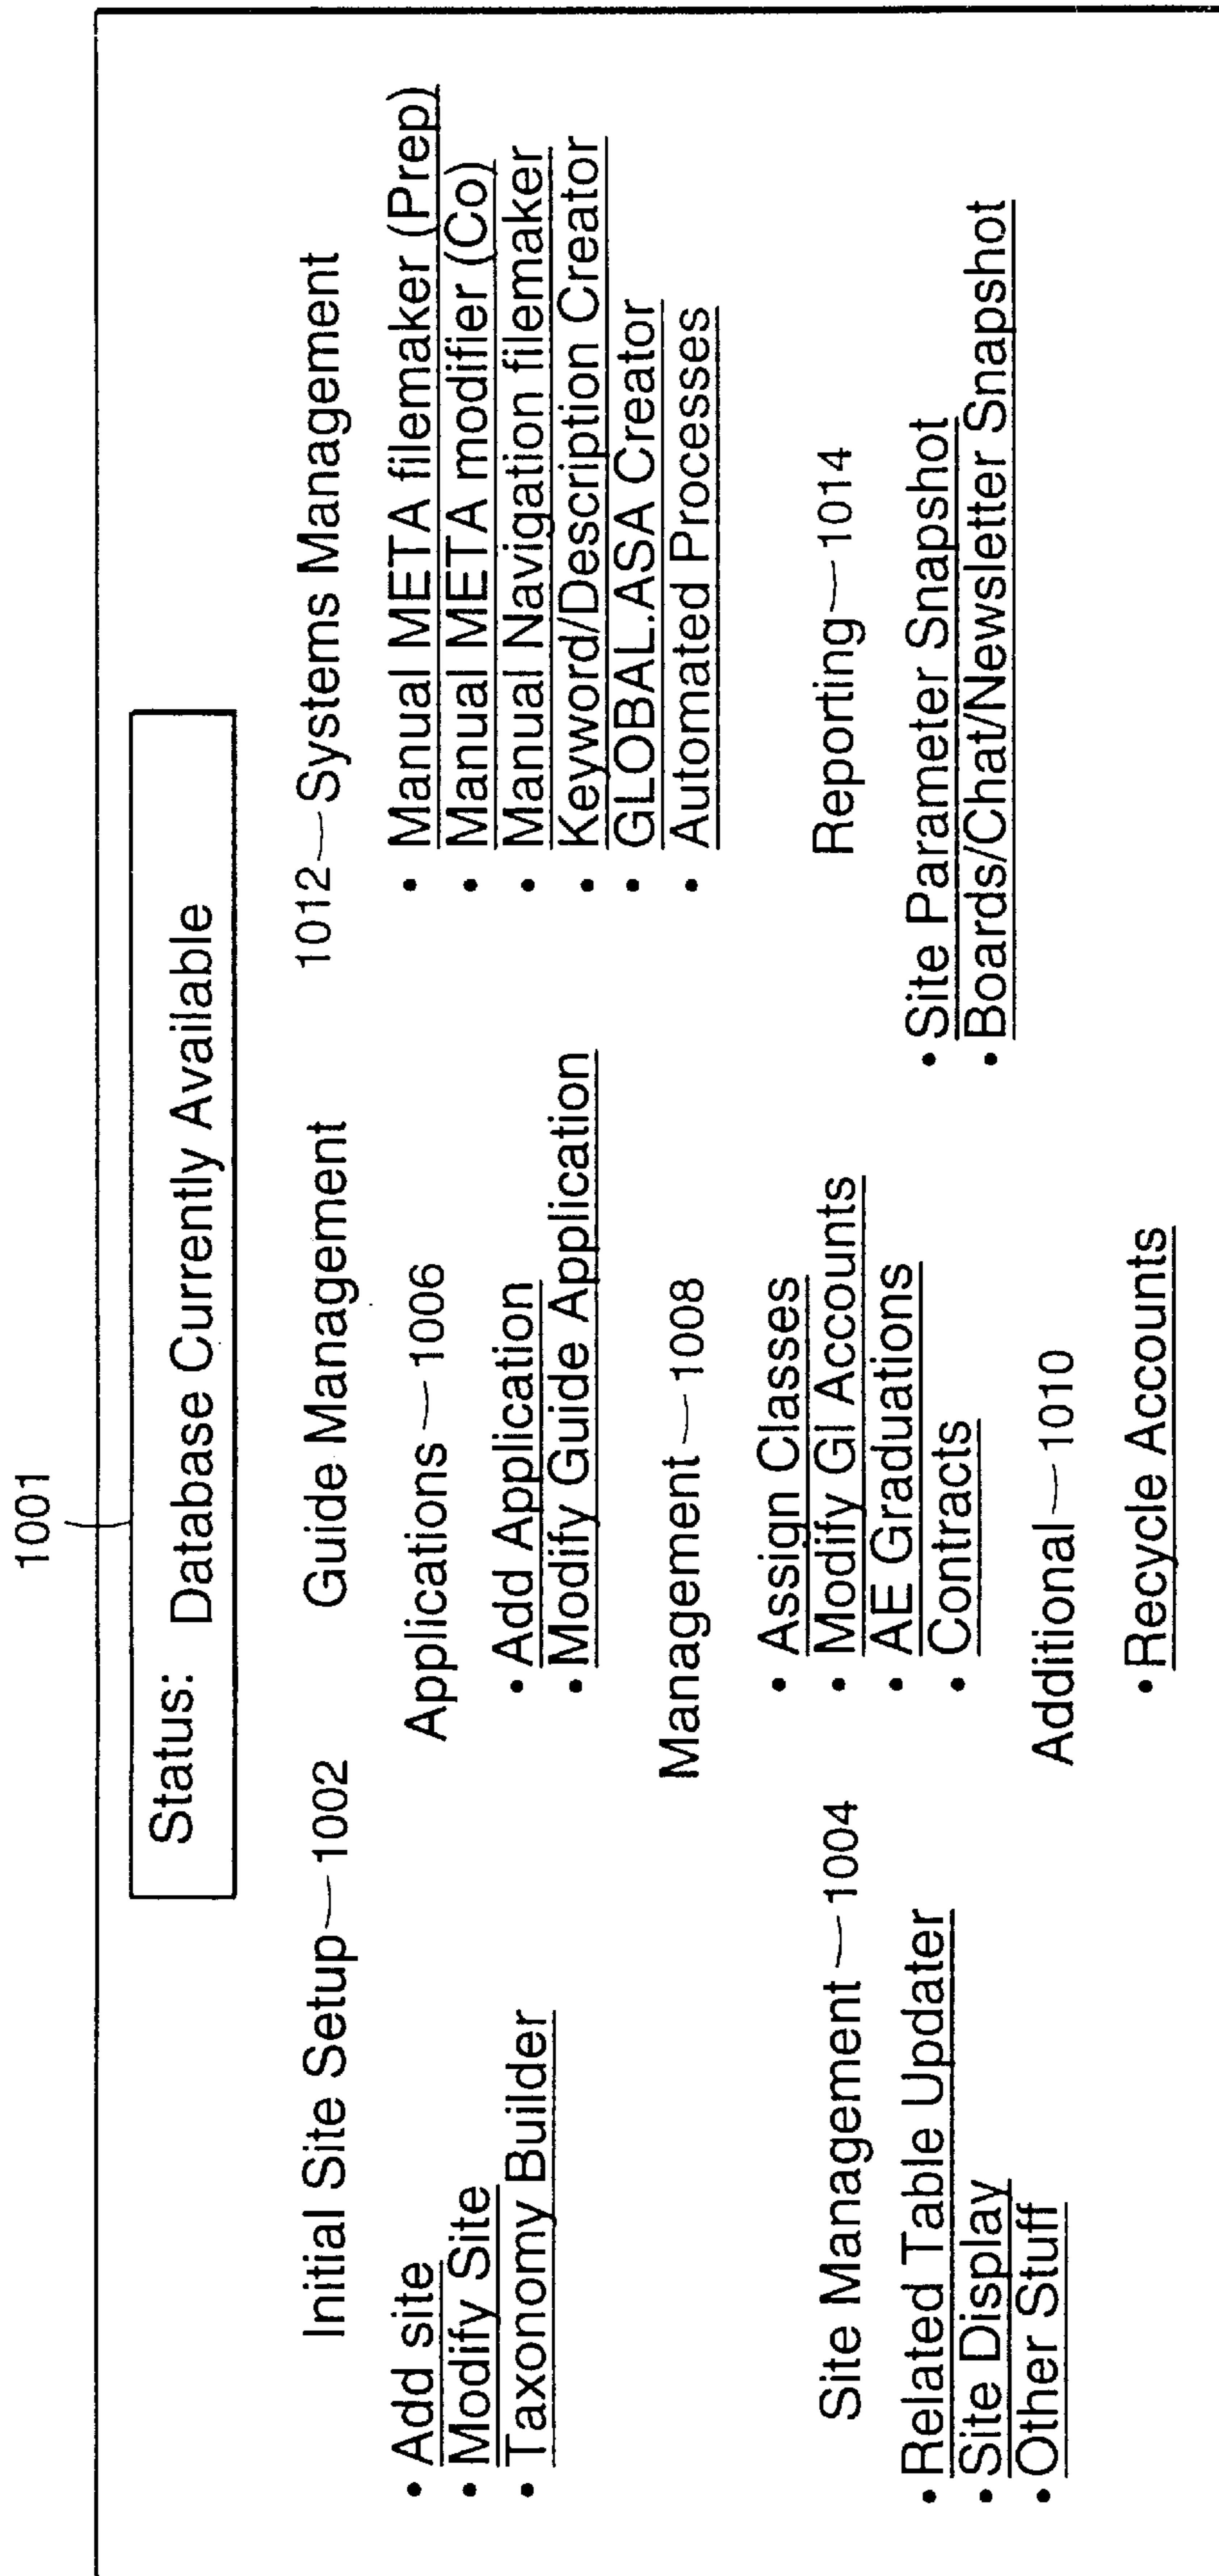 1001
Status: Database Currently Available
Initial Site Setup 1002
• Add site
• Modify Site
• Taxonomy Builder
Site Management 1004
• Related Table Updater
• Site Display
• Other Stuff
Guide Management
Applications 1006
• Add Application
• Modify Guide Application
Management 1008
• Assign Classes
• Modify GI Accounts
• AE Graduations
• Contracts
Additional 1010
• Recycle Accounts
1012 Systems Management
• Manual META filemaker (Prep)
• Manual META modifier (Co)
• Manual Navigation filemaker
• Keyword/Description Creator
• GLOBAL.ASA Creator
• Automated Processes
Reporting 1014
• Site Parameter Snapshot
• Boards/Chat/Newsletter Snapshot